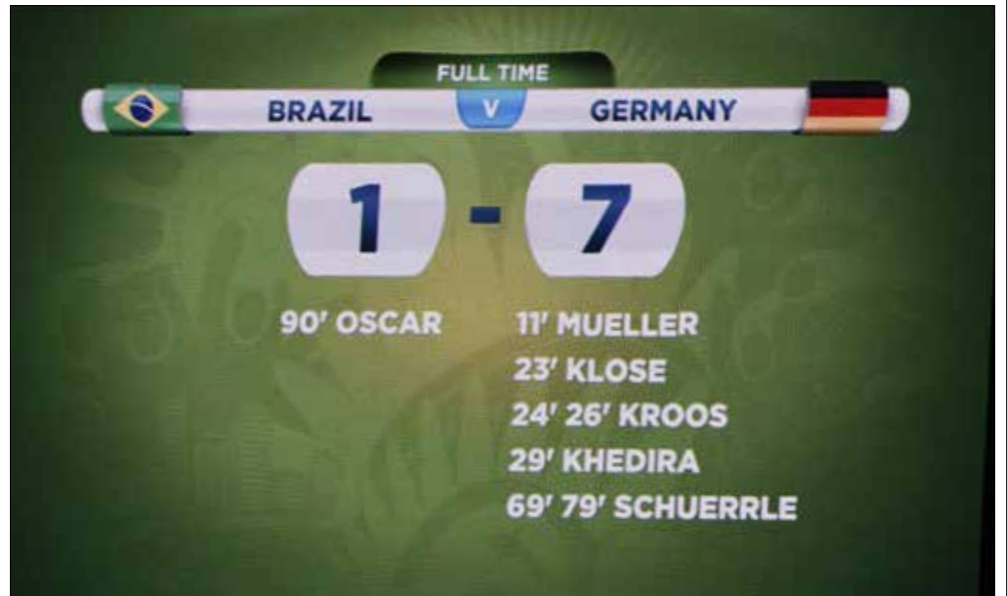 FULL TIME
BRAZIL V GERMANY
1 - 7
90' OSCAR 11' MUELLER
23' KLOSE
24' 26' KROOS
29' KHEDIRA
69' 79' SCHUERRLE